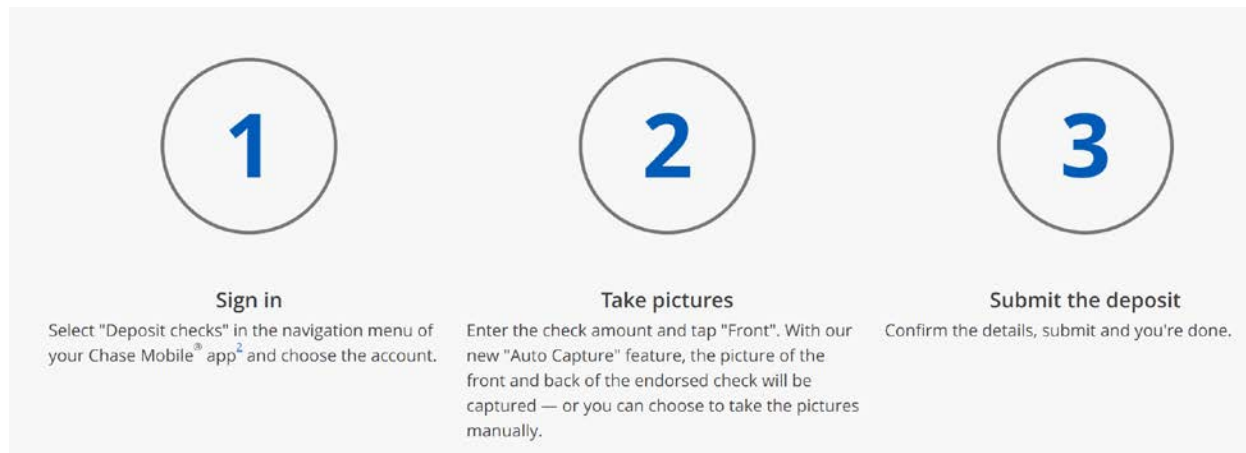 1
Sign in
Select "Deposit checks" in the navigation menu of
your Chase Mobile® app² and choose the account.
2
Take pictures
Enter the check amount and tap "Front". With our
new "Auto Capture" feature, the picture of the
front and back of the endorsed check will be
captured — or you can choose to take the pictures
manually.
3
Submit the deposit
Confirm the details, submit and you're done.